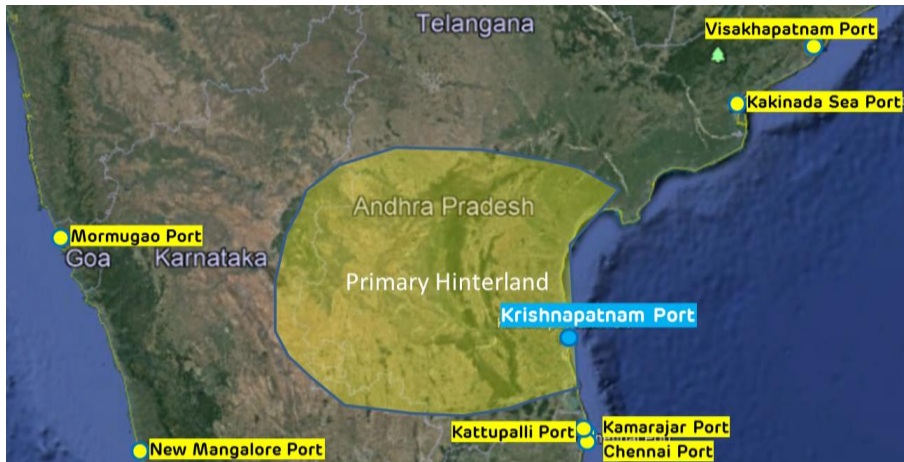 Telangana
Visakhapatnam Port
Kakinada Sea Port
Andhra Pradesh
Mormugao Port
Goa
Karnataka
Primary Hinterland
Krishnapatnam Port
Kattupalli Port
Kamarajar Port
Chennai Port
New Mangalore Port